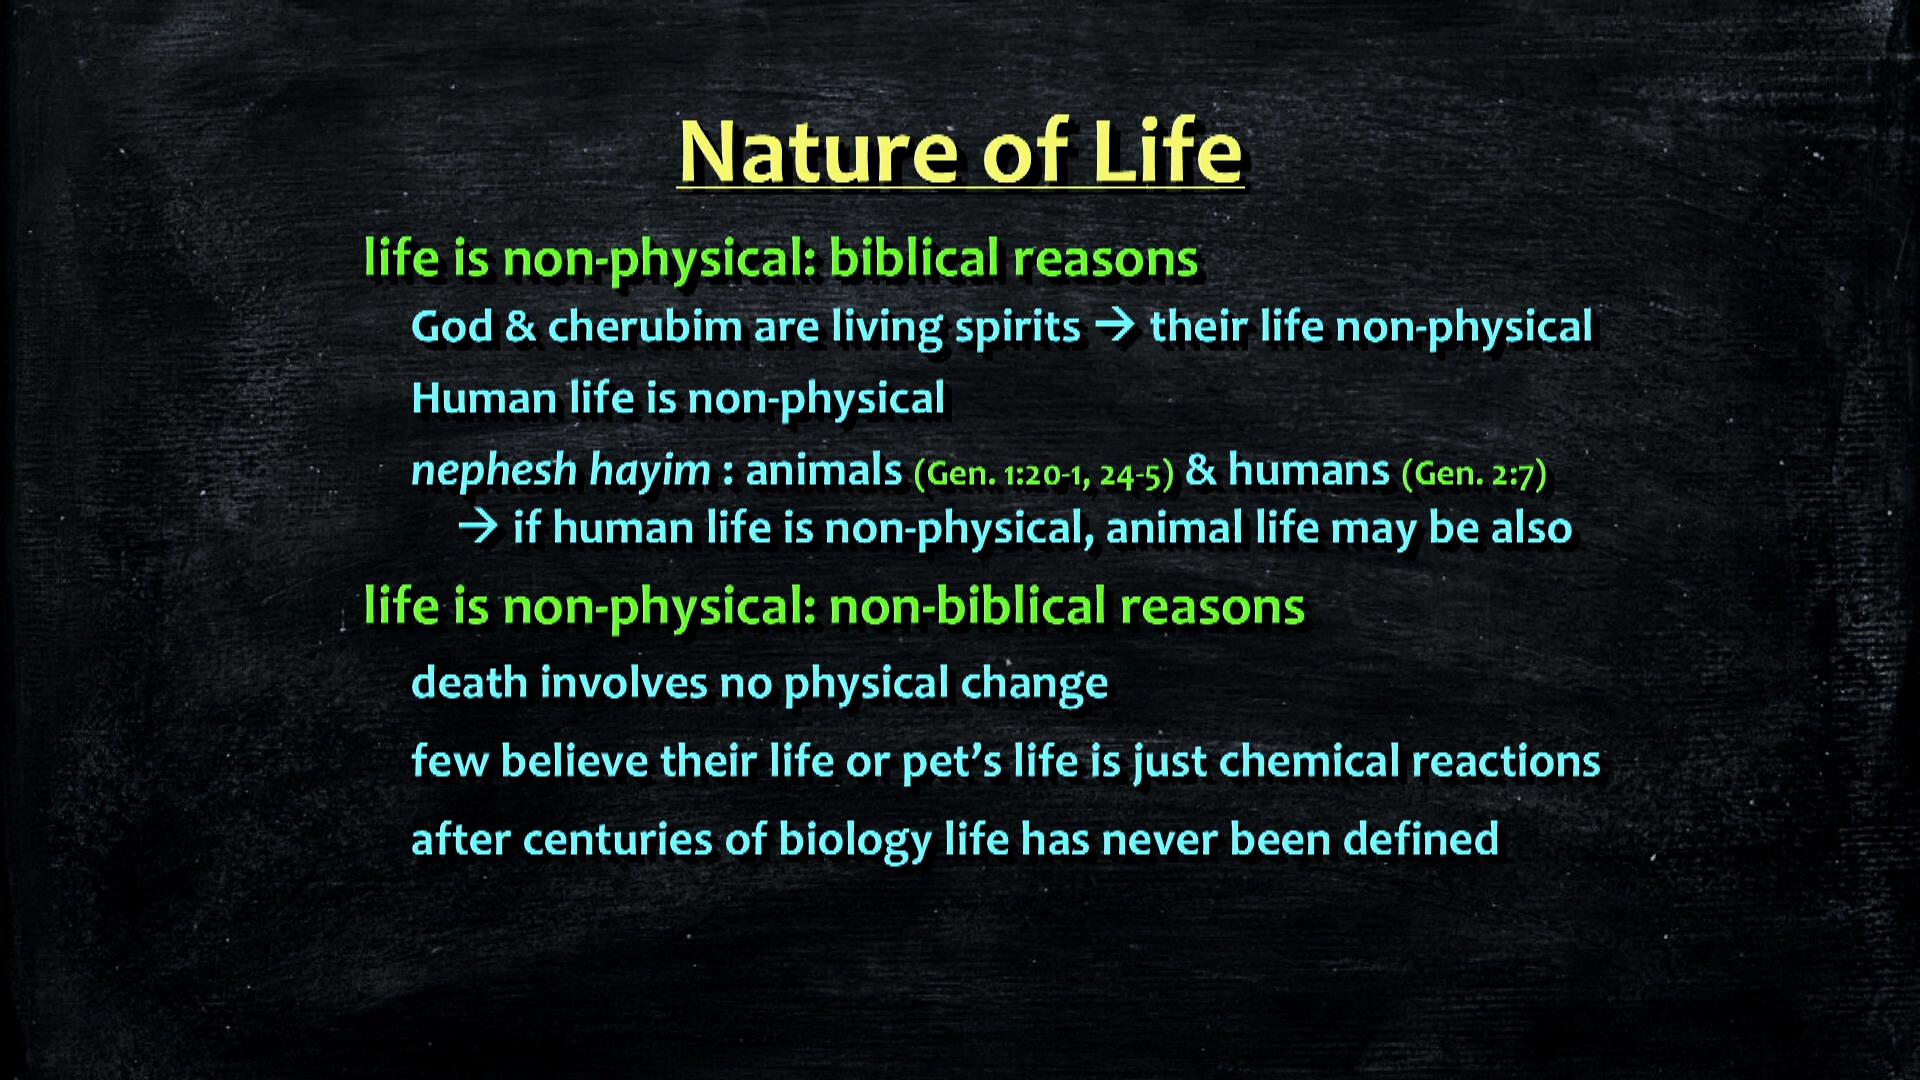 Nature of Life
life is non-physical: biblical reasons
God & cherubim are living spirits → their life non-physical
Human life is non-physical
nephesh hayim : animals (Gen. 1:20-1, 24-5) & humans (Gen. 2:7)
→ if human life is non-physical, animal life may be also
life is non-physical: non-biblical reasons
death involves no physical change
few believe their life or pet’s life is just chemical reactions
after centuries of biology life has never been defined